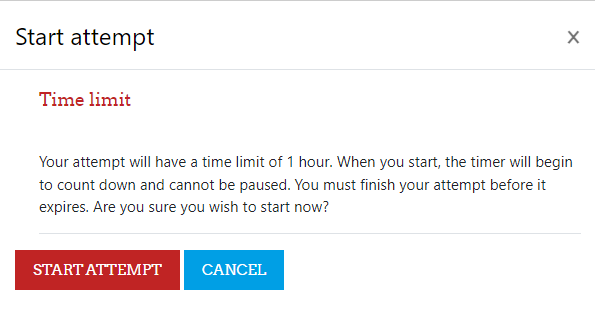 Start attempt
Time limit
Your attempt will have a time limit of 1 hour. When you start, the timer will begin
to count down and cannot be paused. You must finish your attempt before it
expires. Are you sure you wish to start now?
START ATTEMPT CANCEL